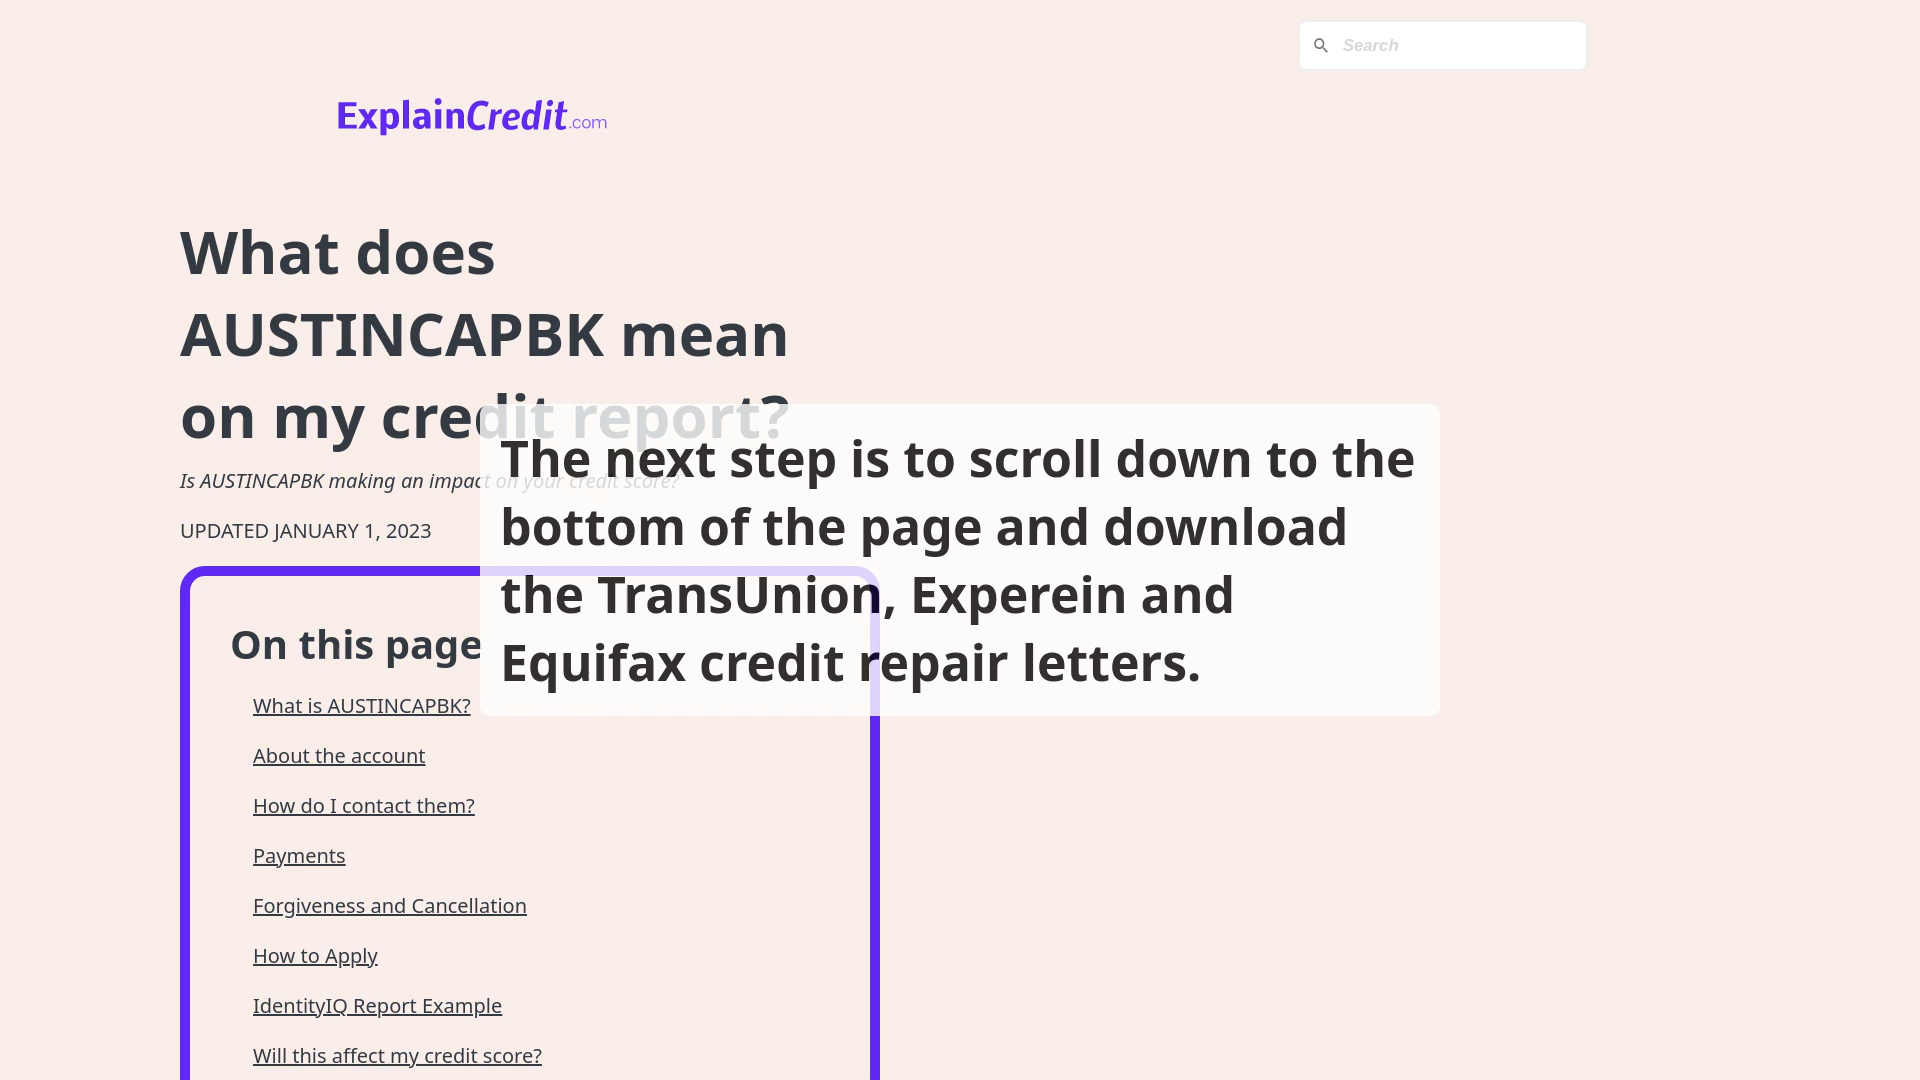 Search
ExplainCredit.com
What does
AUSTINCAPBK mean
on my credit report?
Is AUSTINCAPBK making an impact on your credit score?
UPDATED JANUARY 1, 2023
The next step is to scroll down to the
bottom of the page and download
the TransUnion, Experein and
Equifax credit repair letters.
On this page
What is AUSTINCAPBK?
About the account
How do I contact them?
Payments
Forgiveness and Cancellation
How to Apply
IdentityIQ Report Example
Will this affect my credit score?